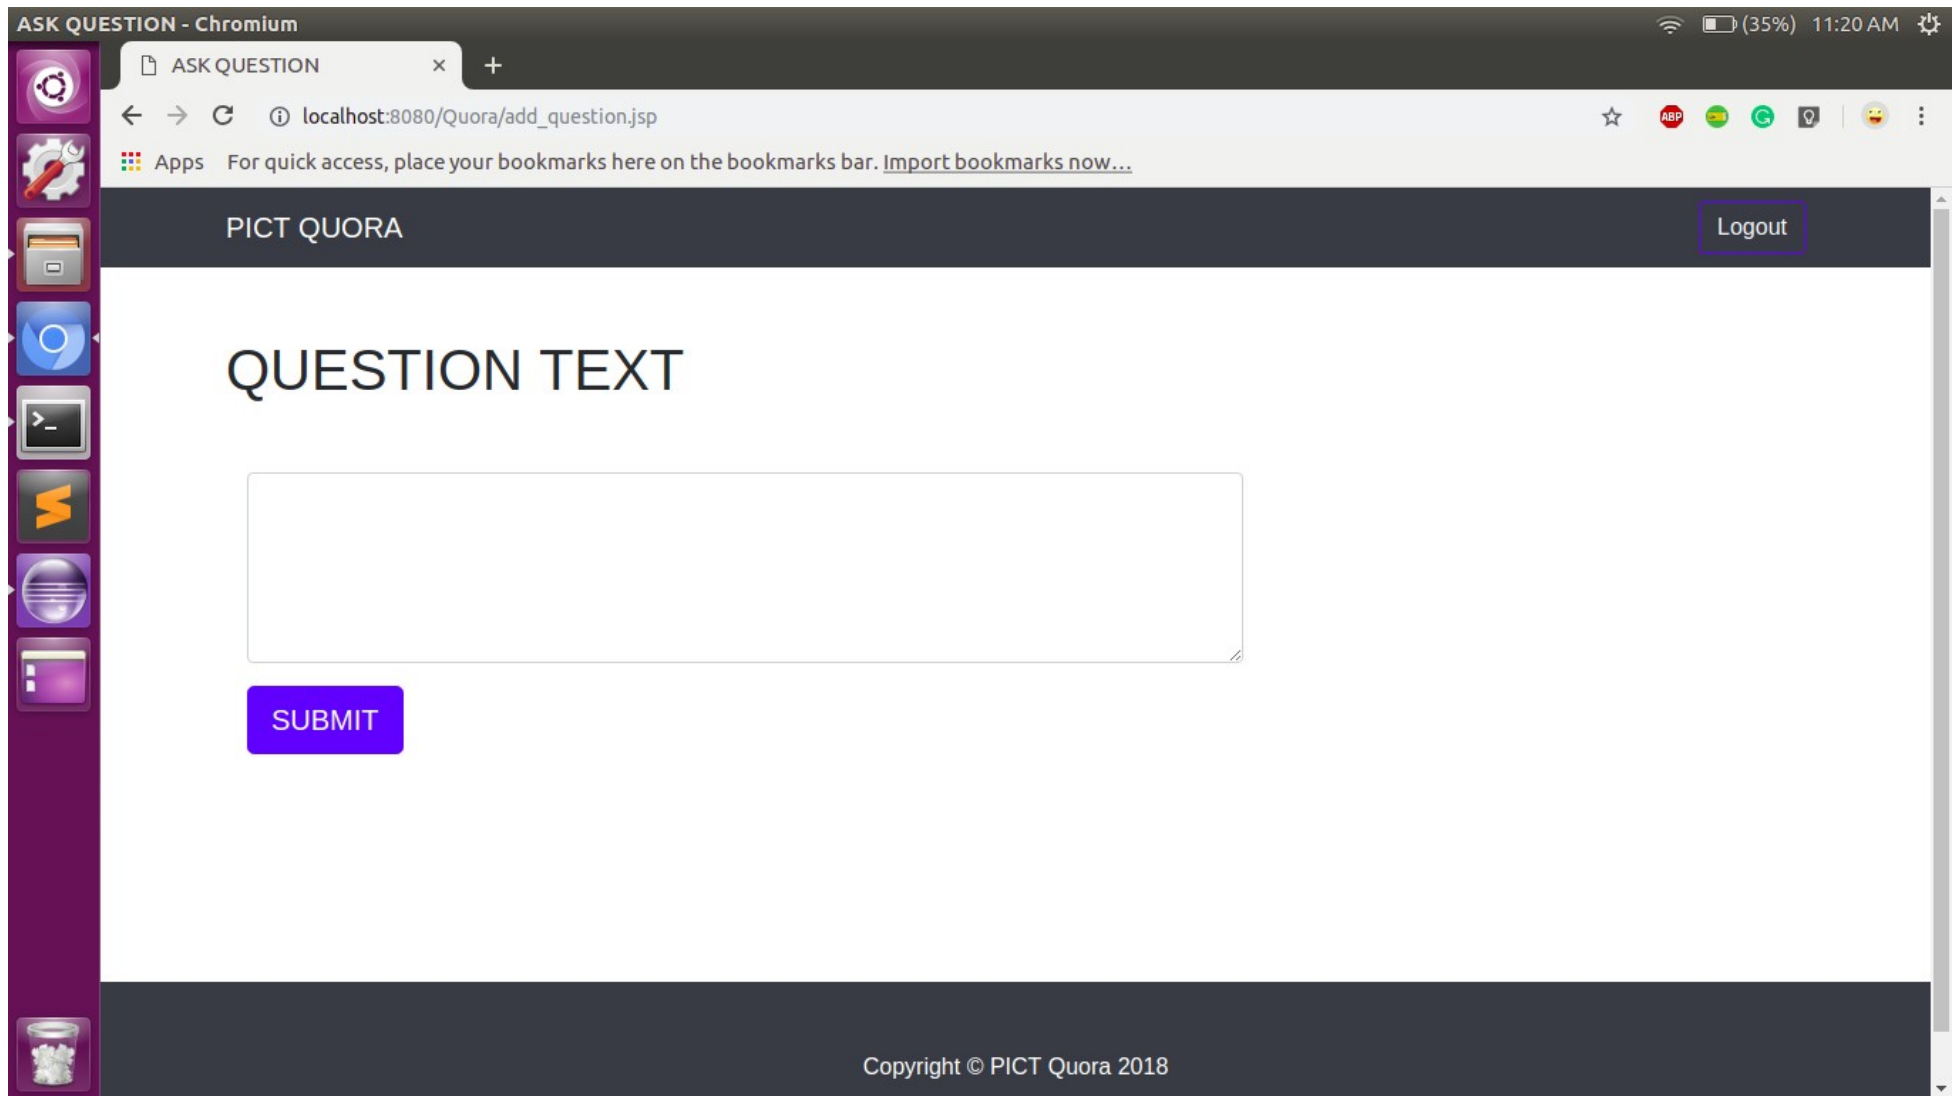 ASK QUESTION - Chromium
(35%) 11:20 AM
ASK QUESTION
localhost:8080/Quora/add_question.jsp
ABP
Apps For quick access, place your bookmarks here on the bookmarks bar. Import bookmarks now...
PICT QUORA
Logout
QUESTION TEXT
SUBMIT
Copyright © PICT Quora 2018